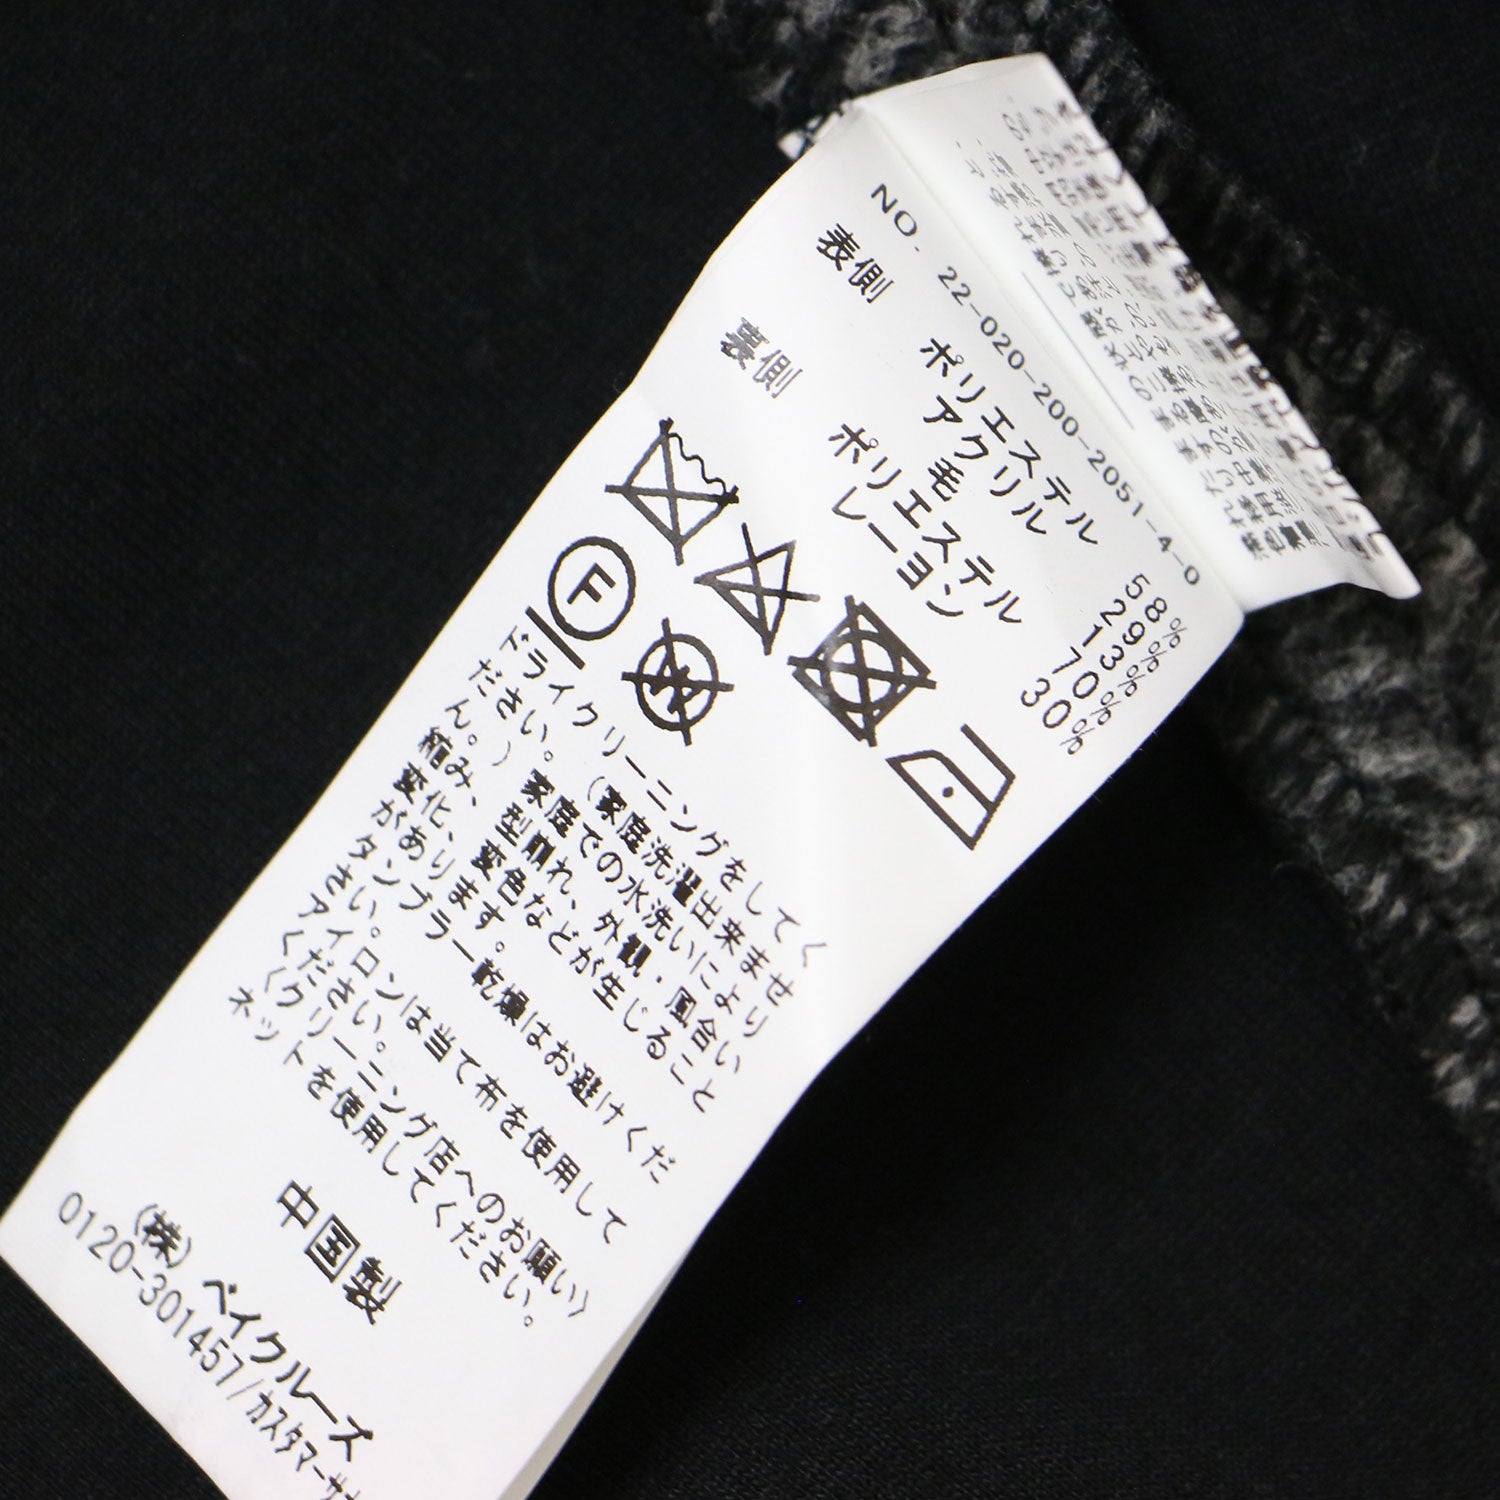 NO. 22-020-200-2051-4-0
表側 ポリエステル 58%
アクリル 29%
毛 13%
裏側 ポリエステル 70%
レーヨン 30%
F
W
ドライクリーニングをしてく
ださい。(家庭洗濯出来ませ
ん。)家庭での水洗いにより
縮み、型崩れ、外観・風合い
変化、変色などが生じること
があります。
タンブラー乾燥はお避けくだ
さい。
アイロンは当て布を使用して
ください。
〈クリーニング店へのお願い〉
ネットを使用してください。
中国製
(株)ベイクルーズ
0120-301457/カスタマーサ